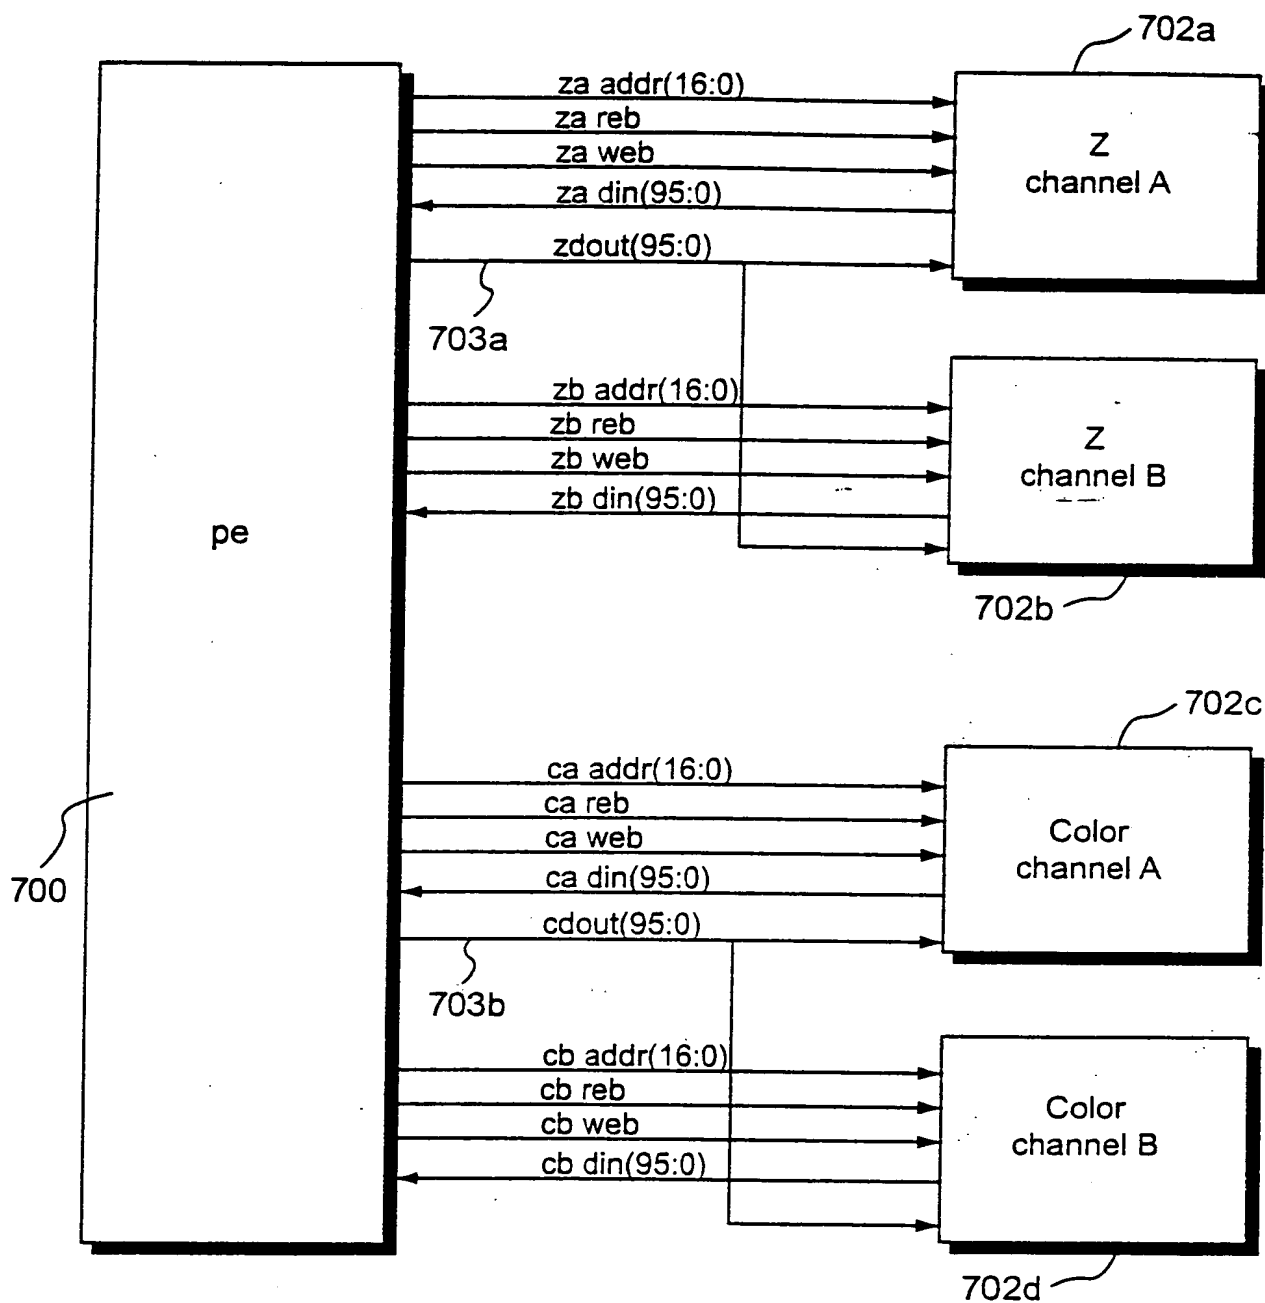 702a
za addr(16:0)
za reb
za web
za din(95:0)
zdout(95:0)
Z
channel A
703a
zb addr(16:0)
zb reb
zb web
zb din(95:0)
Z
channel B
702b
pe
702c
ca addr(16:0)
ca reb
ca web
ca din(95:0)
cdout(95:0)
Color
channel A
700
703b
cb addr(16:0)
cb reb
cb web
cb din(95:0)
Color
channel B
702d